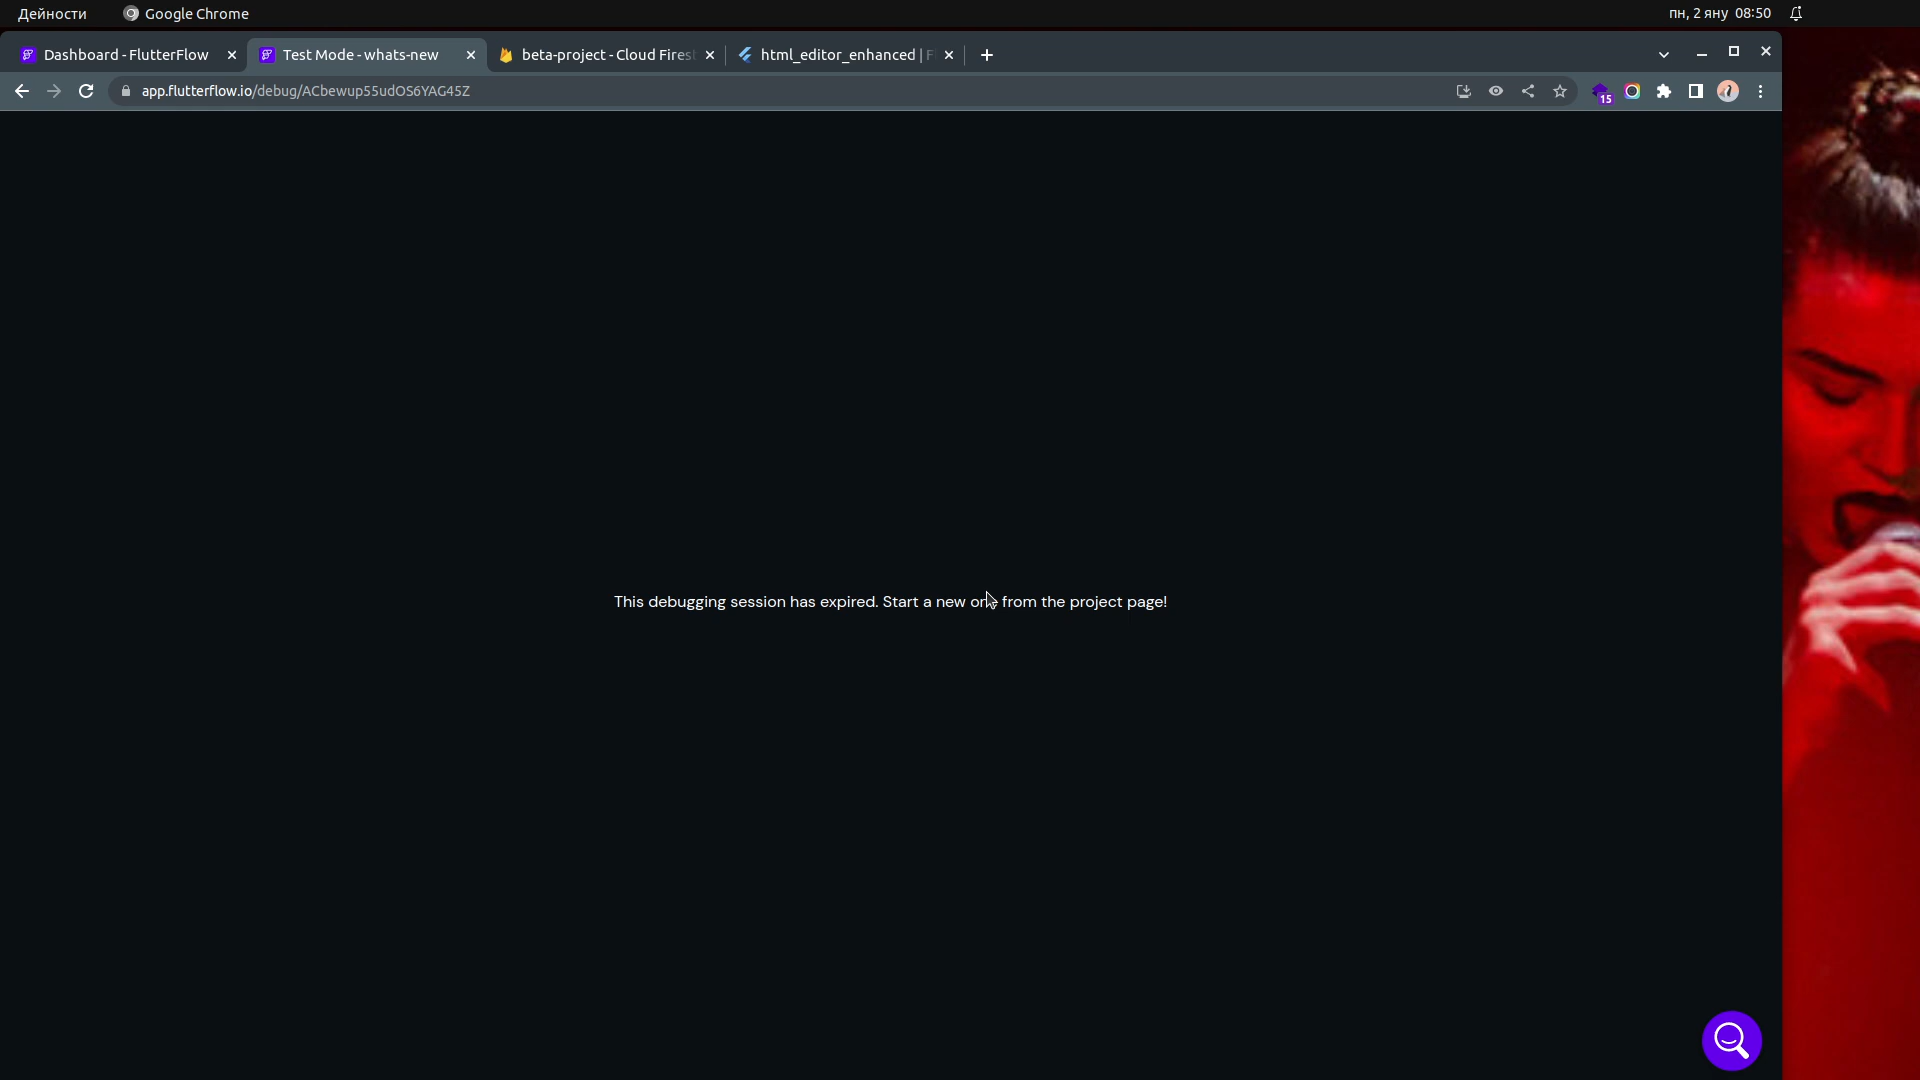 Дейности
Google Chrome
пн, 2 яну 08:50
Dashboard - FlutterFlow
Test Mode - whats-new
beta-project - Cloud Fires
html_editor_enhanced | F
app.flutterflow.io/debug/ACbewup55udOS6YAG45Z
15
This debugging session has expired. Start a new one from the project page!